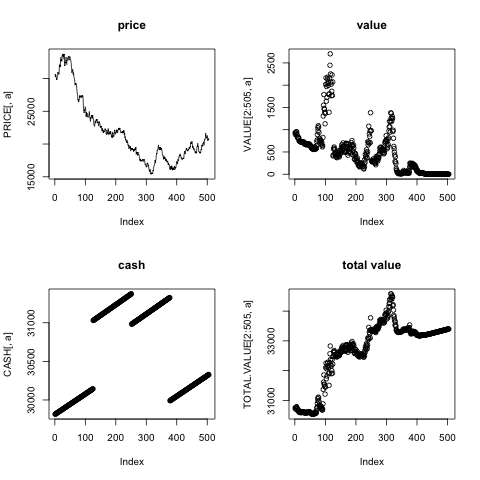 price
PRICE[, a]
15000
25000
0 100 200 300 400 500
Index
value
VALUE[2:505, a]
0 500 1500 2500
0 100 200 300 400 500
Index
cash
CASH[, a]
30000 30500 31000
0 100 200 300 400 500
Index
total value
TOTAL.VALUE[2:505, a]
31000 33000
0 100 200 300 400 500
Index